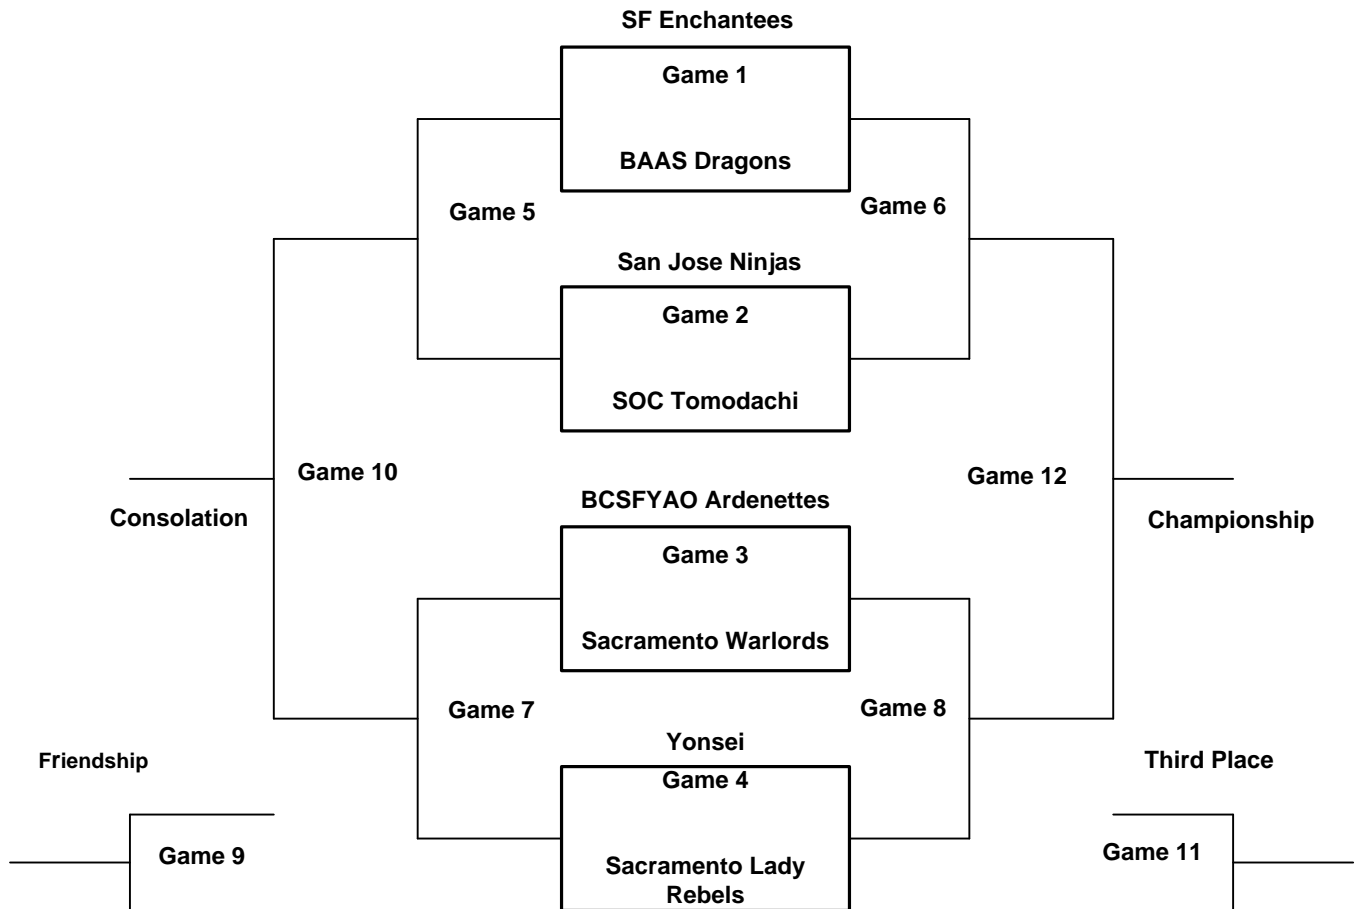 SF Enchantees
Game 1
BAAS Dragons
Game 5
Game 6
San Jose Ninjas
Game 2
SOC Tomodachi
Game 10
Game 12
BCSFYAO Ardenettes
Consolation
Championship
Game 3
Sacramento Warlords
Game 7
Game 8
Yonsei
Friendship
Third Place
Game 4
Game 9
Game 11
Sacramento Lady
Rebels